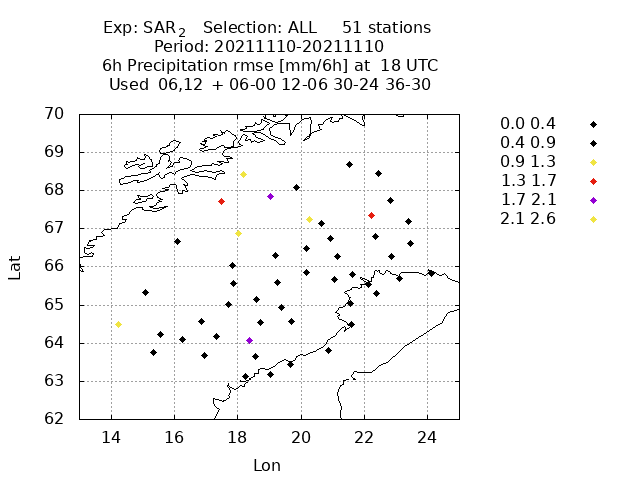 Exp: SAR2 Selection: ALL 51 stations
Period: 20211110-20211110
6h Precipitation rmse [mm/6h] at 18 UTC
Used 06,12 + 06-00 12-06 30-24 36-30
70
69
68
67
66
65
64
63
62
Lat
14 16 18 20 22 24
Lon
0.0 0.4
0.4 0.9
0.9 1.3
1.3 1.7
1.7 2.1
2.1 2.6